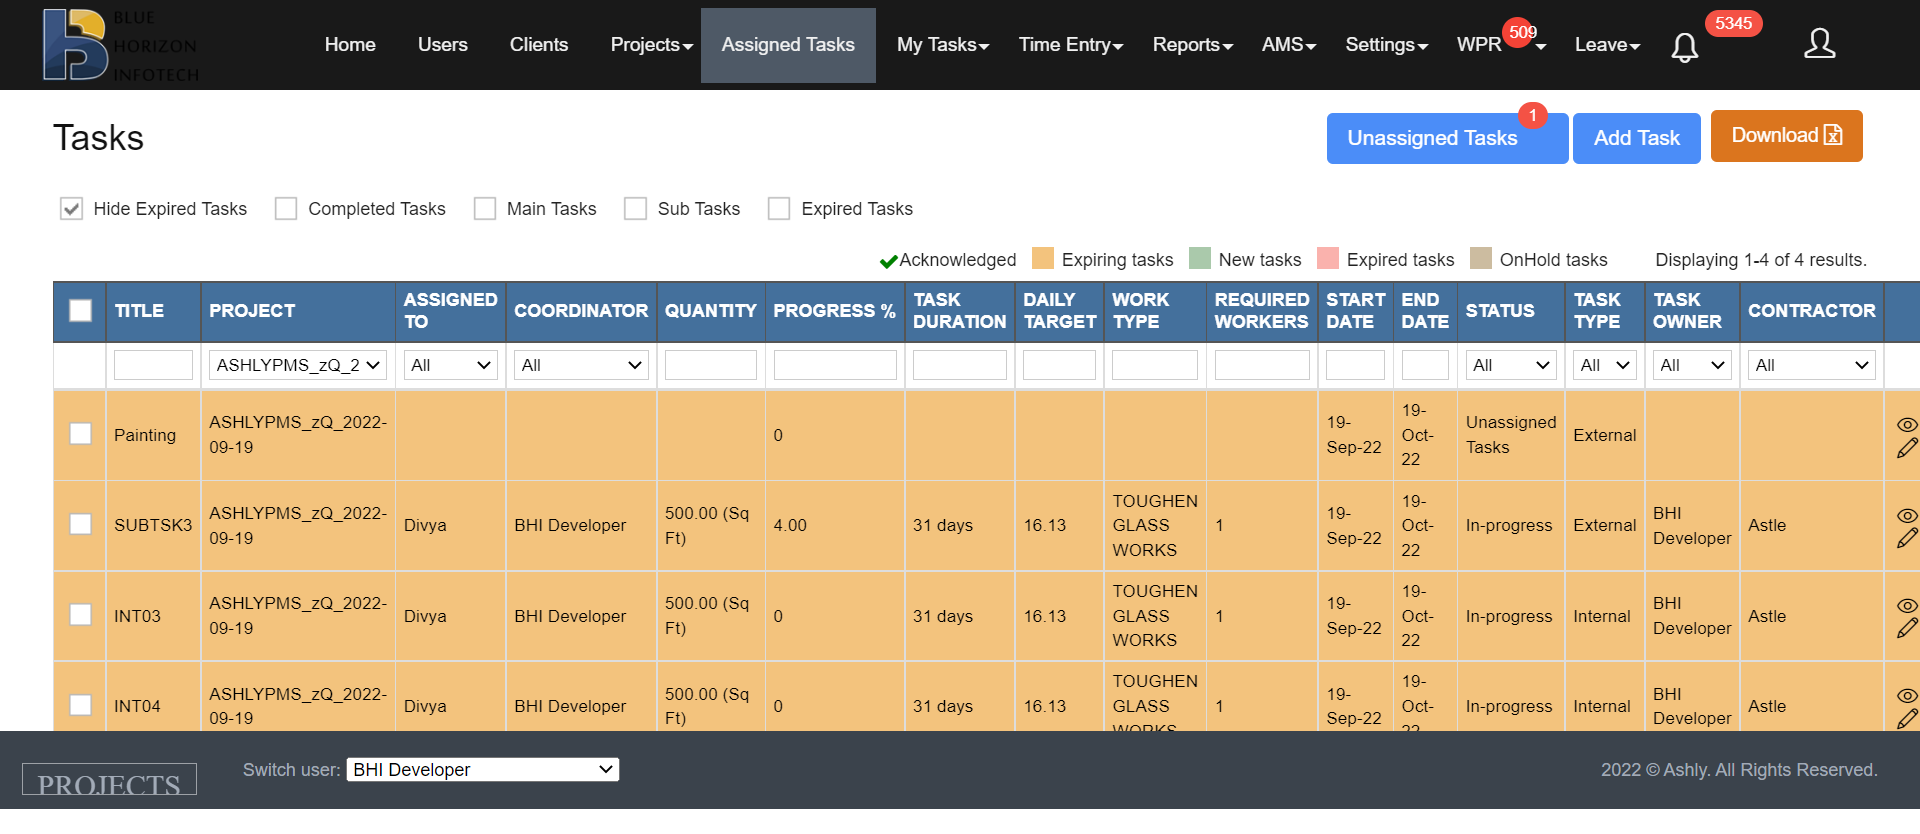 BLUE
HORIZON
INFOTECH
Home Users Clients Projects Assigned Tasks My Tasks Time Entry Reports AMS Settings WPR 509 Leave 5345
Tasks
Unassigned Tasks 1 Add Task Download
Hide Expired Tasks Completed Tasks Main Tasks Sub Tasks Expired Tasks
Acknowledged Expiring tasks New tasks Expired tasks OnHold tasks Displaying 1-4 of 4 results.
TITLE PROJECT ASSIGNED TO COORDINATOR QUANTITY PROGRESS % TASK DURATION DAILY TARGET WORK TYPE REQUIRED WORKERS START DATE END DATE STATUS TASK TYPE TASK OWNER CONTRACTOR
ASHLYPMS_zQ_2 All All All All All All
Painting ASHLYPMS_zQ_2022-09-19 0 19-Sep-22 19-Oct-22 Unassigned Tasks External
SUBTSK3 ASHLYPMS_zQ_2022-09-19 Divya BHI Developer 500.00 (Sq Ft) 4.00 31 days 16.13 TOUGHEN GLASS WORKS 1 19-Sep-22 19-Oct-22 In-progress External BHI Developer Astle
INT03 ASHLYPMS_zQ_2022-09-19 Divya BHI Developer 500.00 (Sq Ft) 0 31 days 16.13 TOUGHEN GLASS WORKS 1 19-Sep-22 19-Oct-22 In-progress Internal BHI Developer Astle
INT04 ASHLYPMS_zQ_2022-09-19 Divya BHI Developer 500.00 (Sq Ft) 0 31 days 16.13 TOUGHEN GLASS WORKS 1 19-Sep-22 19-Oct-22 In-progress Internal BHI Developer Astle
PROJECTS Switch user: BHI Developer 2022 © Ashly. All Rights Reserved.